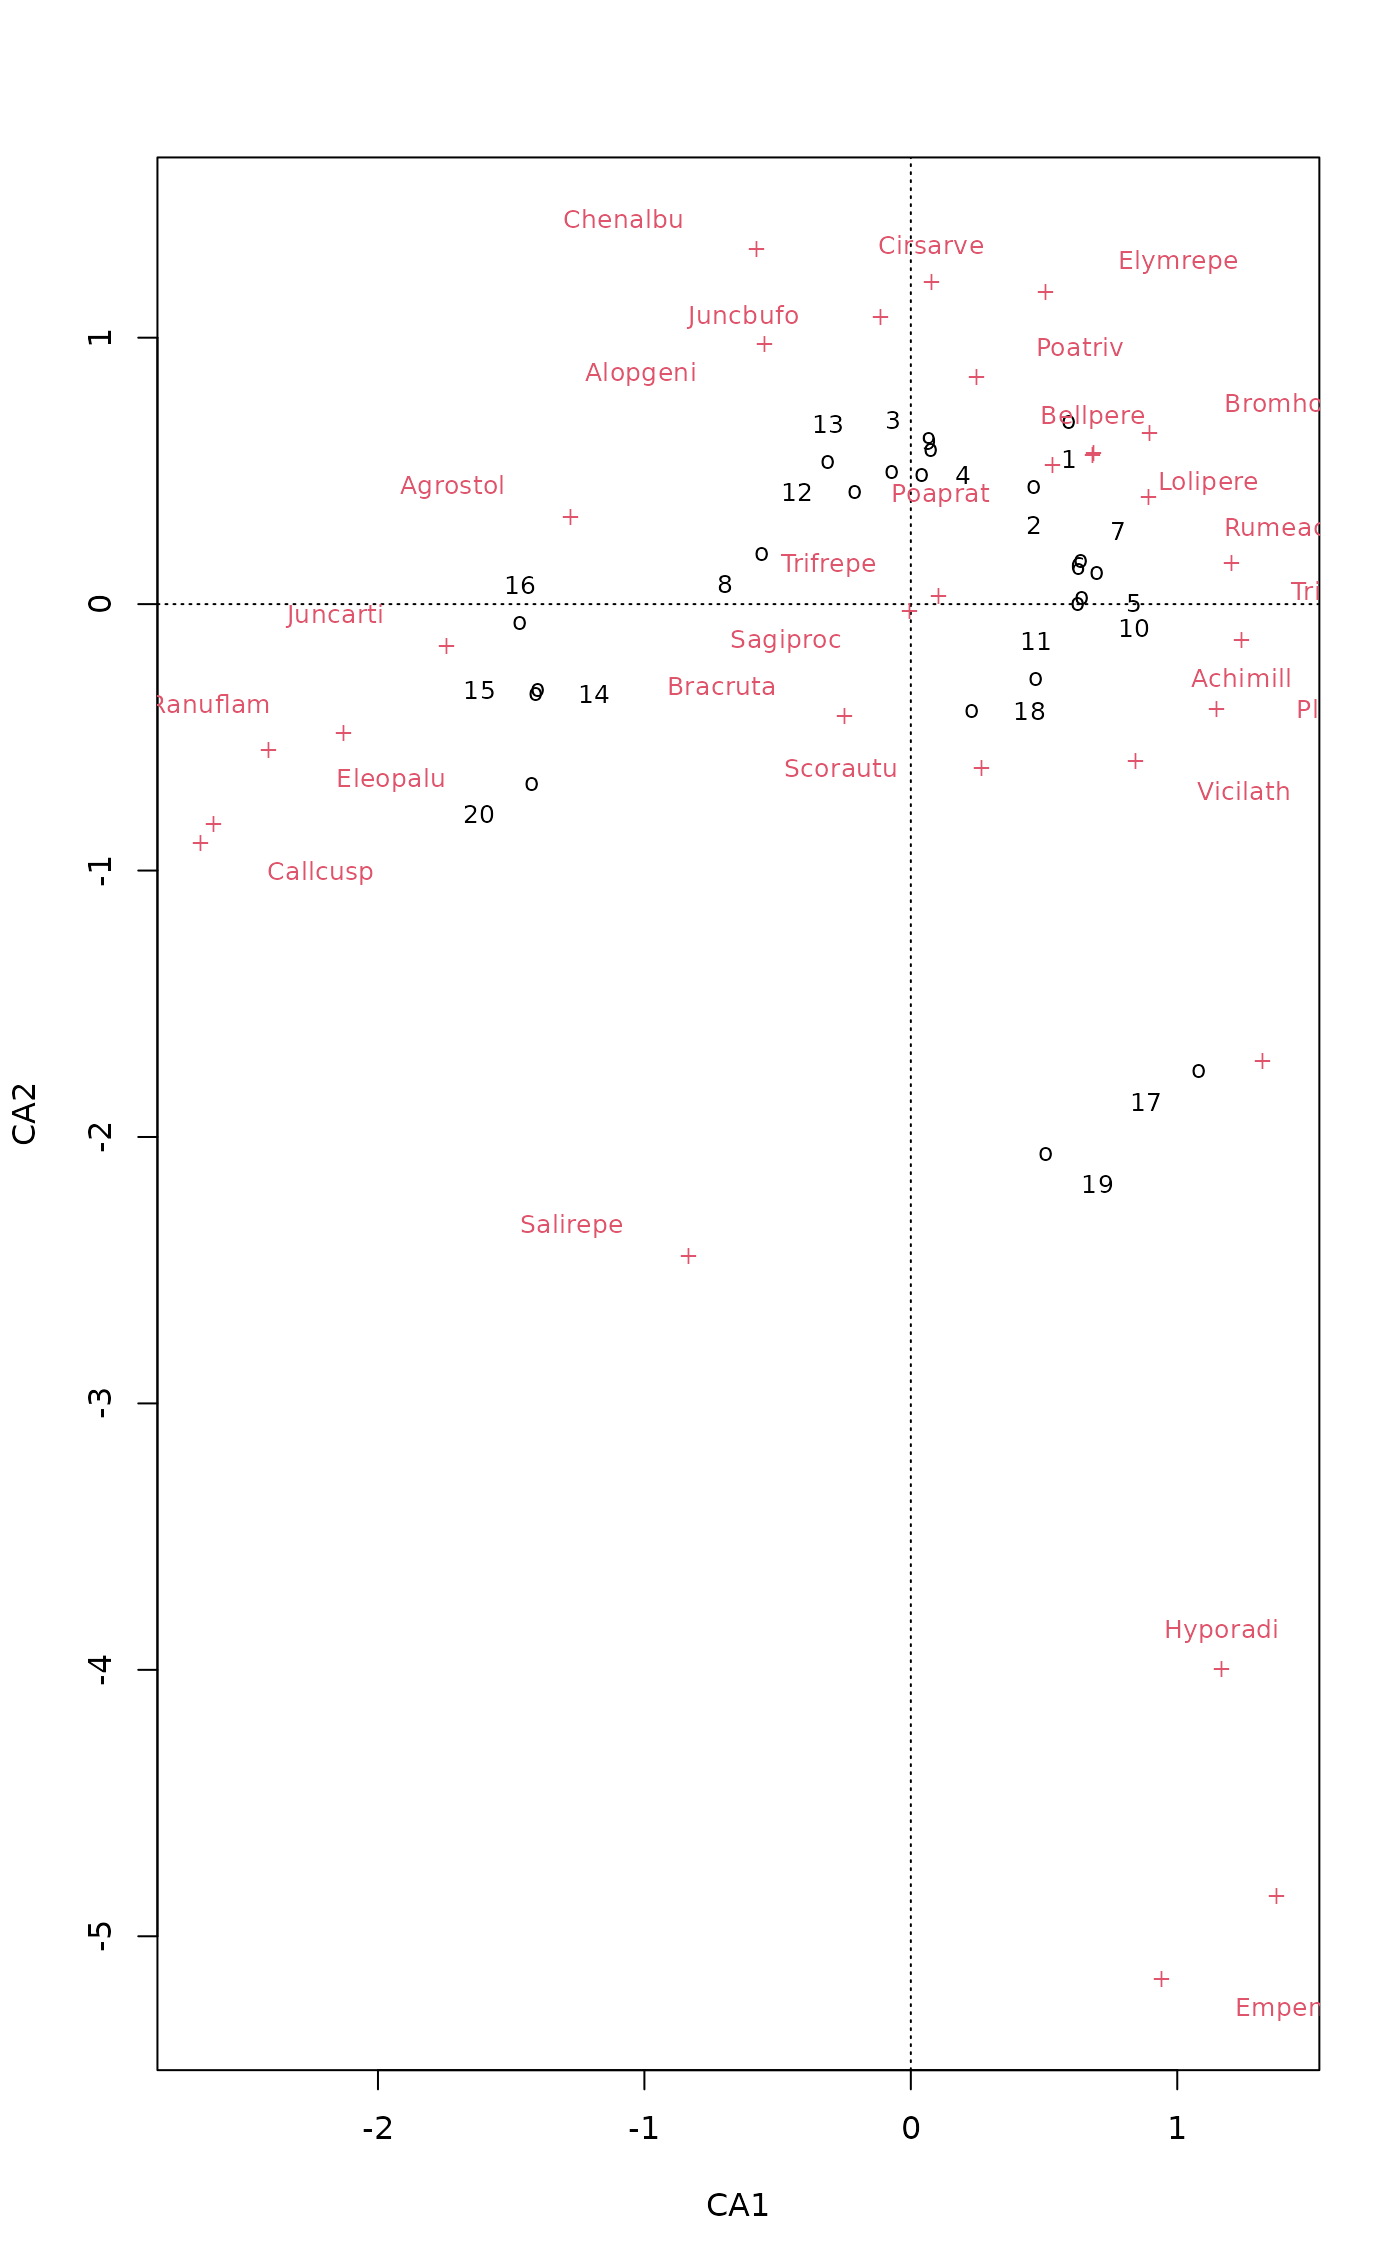 Chenalbu
Cirsarve
Elymrepe
Juncbufo
1
Poatriv
Alopgeni
Bromho
Bellpere
3
13
9
1
4
Lolipere
Agrostol
12
Poaprat
2
7
Rumeac
Trifrepe
6
16
8
Tri
0
5
Juncarti
10
Sagiproc
11
Achimill
Bracruta
15
14
Ranuflam
Pl
18
Scorautu
Eleopalu
Vicilath
20
-1
Callcusp
17
CA2
-2
19
Salirepe
-3
Hyporadi
-4
-5
Emper
-2 -1 0 1
CA1